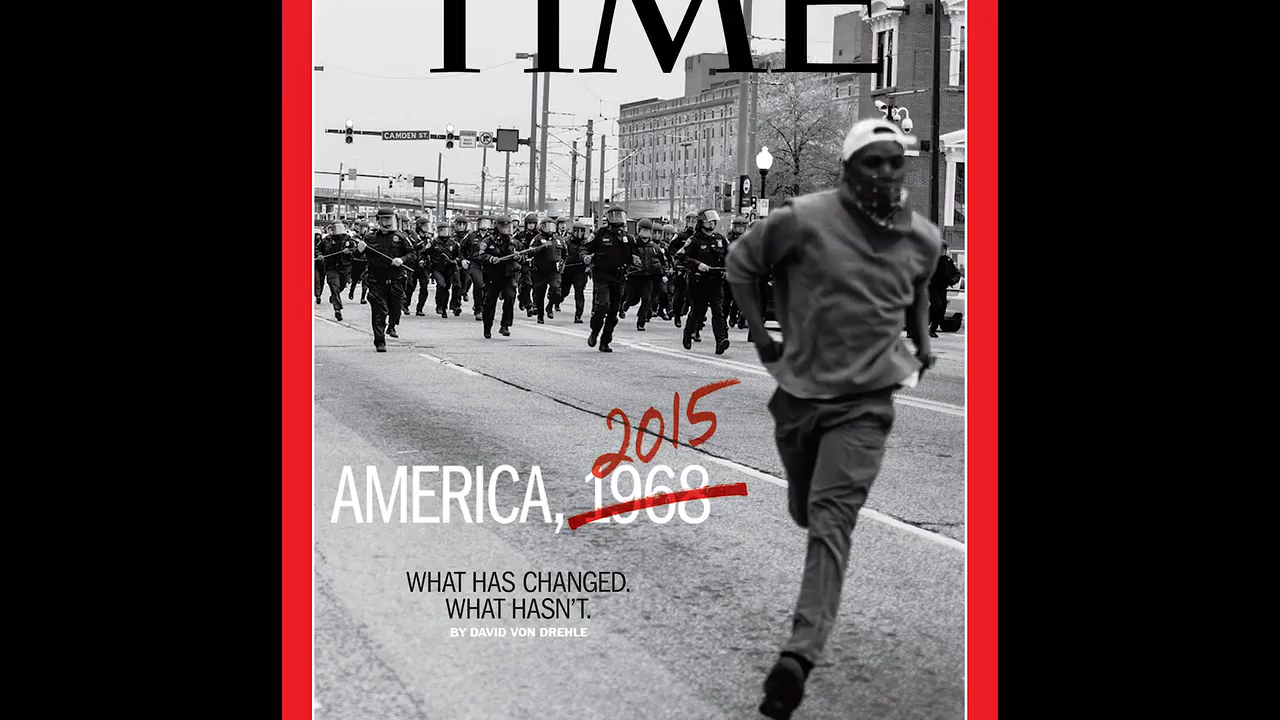 TIME
CAMDEN ST.
2015
AMERICA, 1968
WHAT HAS CHANGED.
WHAT HASN'T.
BY DAVID VON DREHLE